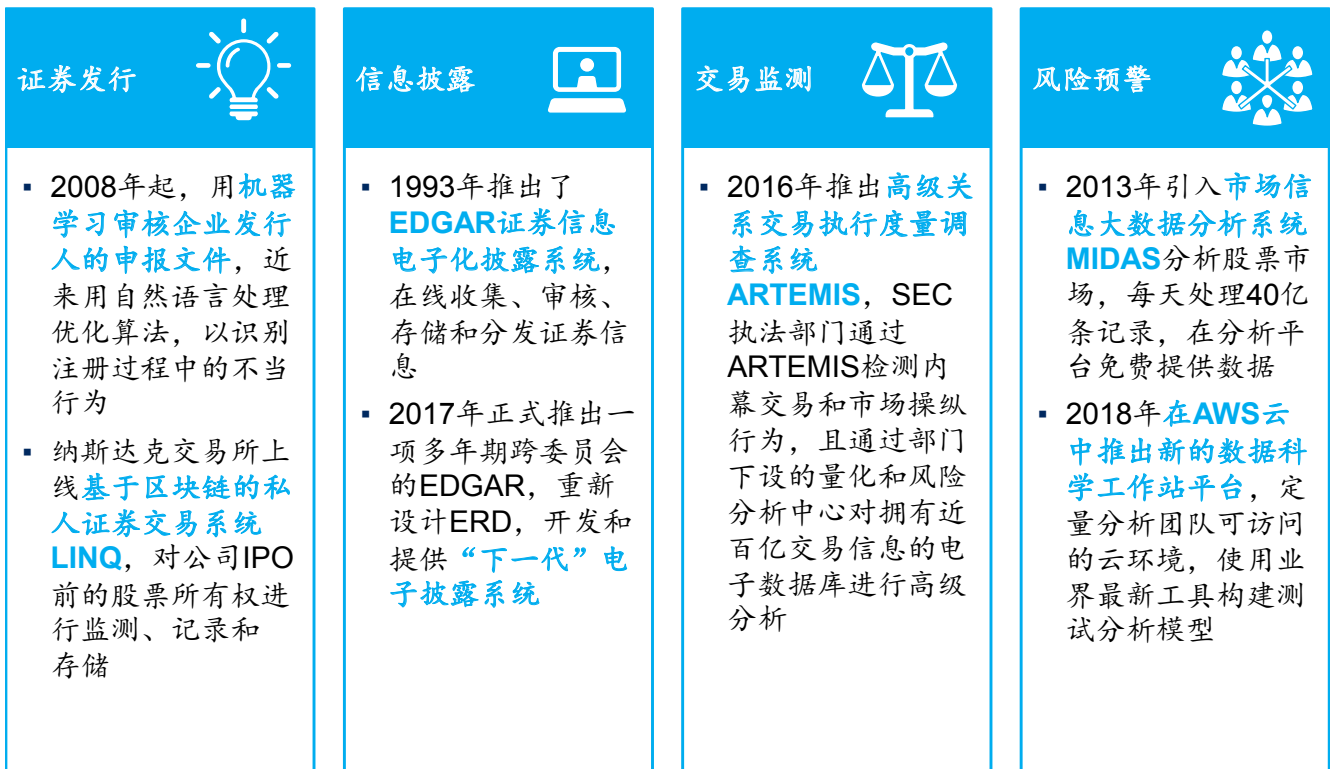 证券发行
▪ 2008年起，用机器
学习审核企业发行
人的申报文件，近
来用自然语言处理
优化算法，以识别
注册过程中的不当
行为
▪ 纳斯达克交易所上
线基于区块链的私
人证券交易系统
LINQ，对公司IPO
前的股票所有权进
行监测、记录和
存储
信息披露
▪ 1993年推出了
EDGAR证券信息
电子化披露系统，
在线收集、审核、
存储和分发证券信
息
▪ 2017年正式推出一
项多年期跨委员会
的EDGAR，重新
设计ERD，开发和
提供“下一代”电
子披露系统
交易监测
▪ 2016年推出高级关
系交易执行度量调
查系统
ARTEMIS，SEC
执法部门通过
ARTEMIS检测内
幕交易和市场操纵
行为，且通过部门
下设的量化和风险
分析中心对拥有近
百亿交易信息的电
子数据库进行高级
分析
风险预警
▪ 2013年引入市场信
息大数据分析系统
MIDAS分析股票市
场，每天处理40亿
条记录，在分析平
台免费提供数据
▪ 2018年在AWS云
中推出新的数据科
学工作站平台，定
量分析团队可访问
的云环境，使用业
界最新工具构建测
试分析模型